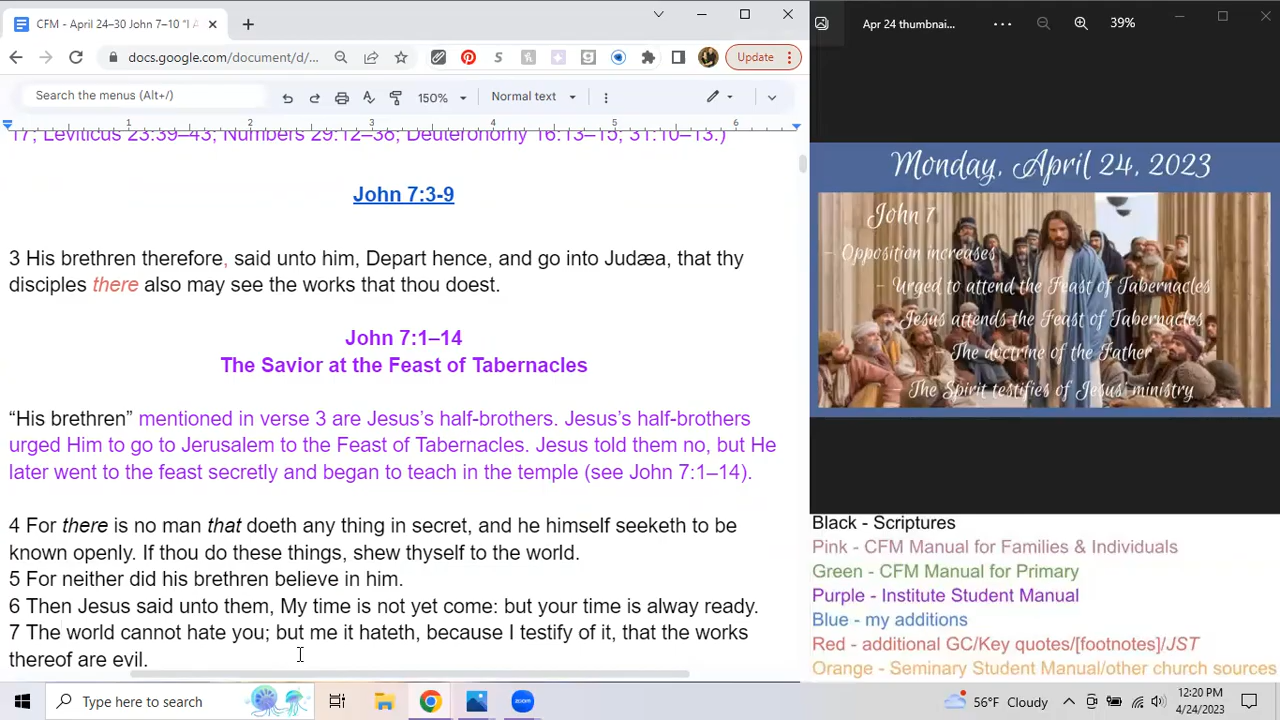 CFM - April 24–30 John 7–10 "I A
Apr 24 thumbnai...
39%
docs.google.com/document/d/...
Update
Search the menus (Alt+/)
150%
Normal text
1 2 3 4 5 6
17; Leviticus 23:39–43; Numbers 29:12–38; Deuteronomy 16:13–15; 31:10–13.)
John 7:3-9
3 His brethren therefore, said unto him, Depart hence, and go into Judæa, that thy
disciples there also may see the works that thou doest.
John 7:1–14
The Savior at the Feast of Tabernacles
“His brethren” mentioned in verse 3 are Jesus’s half-brothers. Jesus’s half-brothers
urged Him to go to Jerusalem to the Feast of Tabernacles. Jesus told them no, but He
later went to the feast secretly and began to teach in the temple (see John 7:1–14).
4 For there is no man that doeth any thing in secret, and he himself seeketh to be
known openly. If thou do these things, shew thyself to the world.
5 For neither did his brethren believe in him.
6 Then Jesus said unto them, My time is not yet come: but your time is alway ready.
7 The world cannot hate you; but me it hateth, because I testify of it, that the works
thereof are evil.
Monday, April 24, 2023
John 7
- Opposition increases
- Urged to attend the Feast of Tabernacles
Jesus attends the Feast of Tabernacles
- The doctrine of the Father
- The Spirit testifies of Jesus' ministry
Black - Scriptures
Pink - CFM Manual for Families & Individuals
Green - CFM Manual for Primary
Purple - Institute Student Manual
Blue - my additions
Red - additional GC/Key quotes/[footnotes]/JST
Orange - Seminary Student Manual/other church sources
Type here to search
56°F Cloudy
12:20 PM
4/24/2023